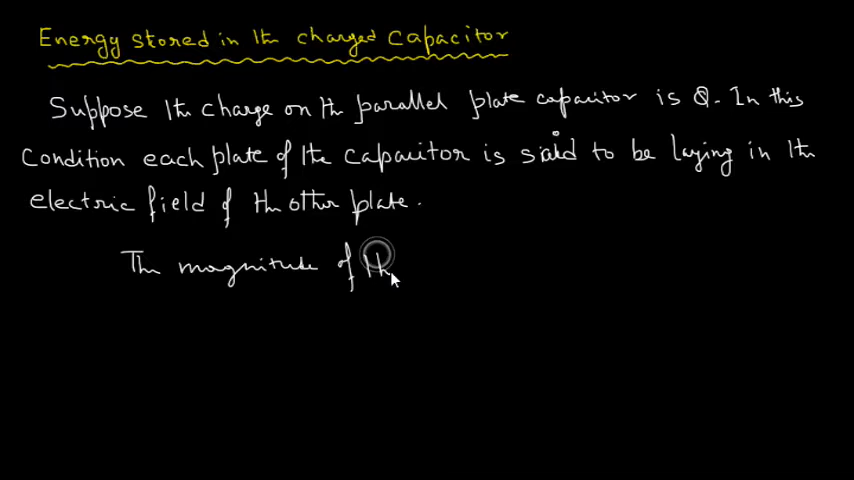 Energy stored in the charged Capacitor
Suppose the charge on the parallel plate capacitor is Q. In this
Condition each plate of the capacitor is siad to be laying in the
electric field of the other plate.
The magnitude of th